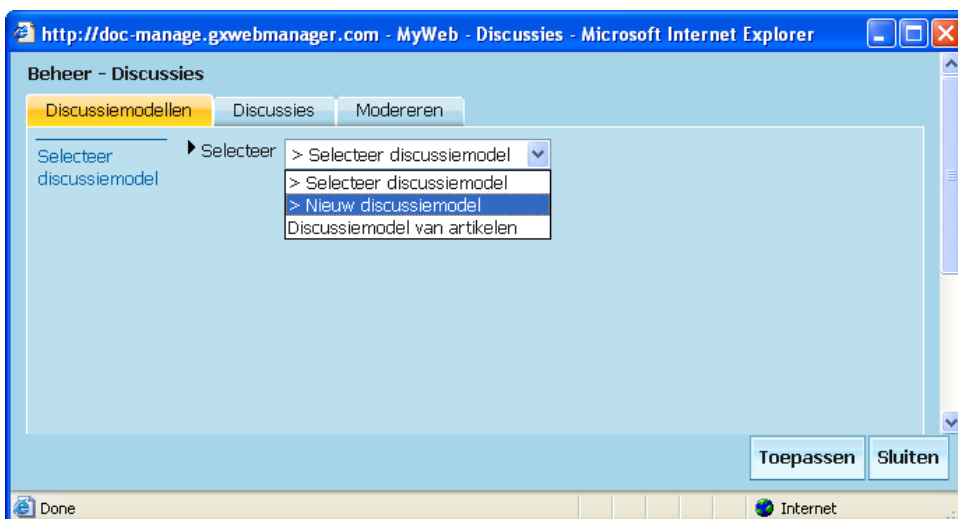 http://doc-manage.gxwebmanager.com - MyWeb - Discussies - Microsoft Internet Explorer
Beheer - Discussies
Discussiemodellen Discussies Modereren
Selecteer discussiemodel
Selecteer > Selecteer discussiemodel
> Selecteer discussiemodel
> Nieuw discussiemodel
Discussiemodel van artikelen
Toepassen Sluiten
Done Internet